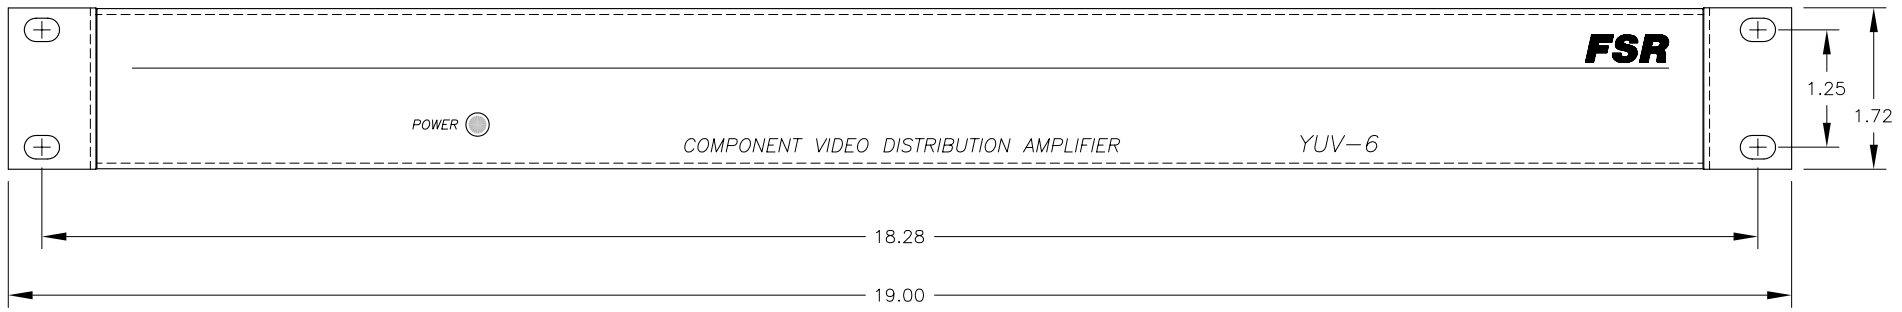 FSR
1.25
1.72
POWER
COMPONENT VIDEO DISTRIBUTION AMPLIFIER YUV-6
18.28
19.00